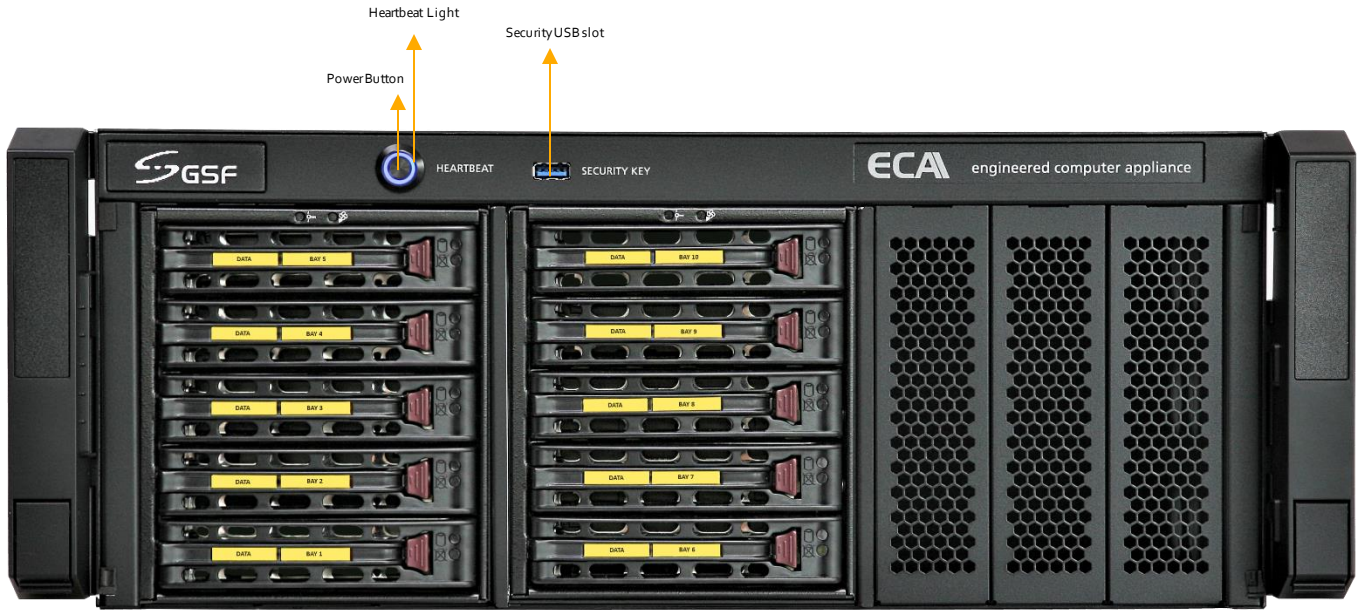 Heartbeat Light
Security USB slot
Power Button
GSF
HEARTBEAT
SECURITY KEY
ECA
engineered computer appliance
DATA BAY 5
DATA BAY 10
DATA BAY 4
DATA BAY 9
DATA BAY 3
DATA BAY 8
DATA BAY 2
DATA BAY 7
DATA BAY 1
DATA BAY 6